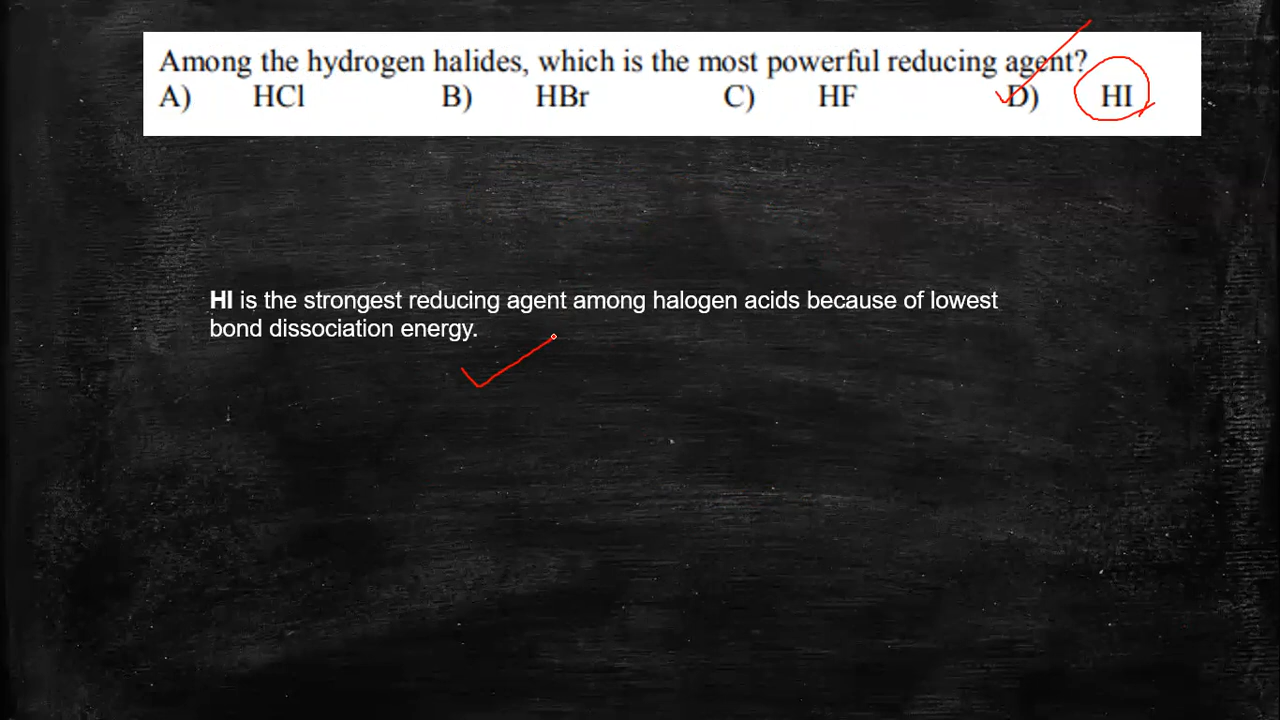 Among the hydrogen halides, which is the most powerful reducing agent?
A) HCl B) HBr C) HF D) HI
HI is the strongest reducing agent among halogen acids because of lowest
bond dissociation energy.